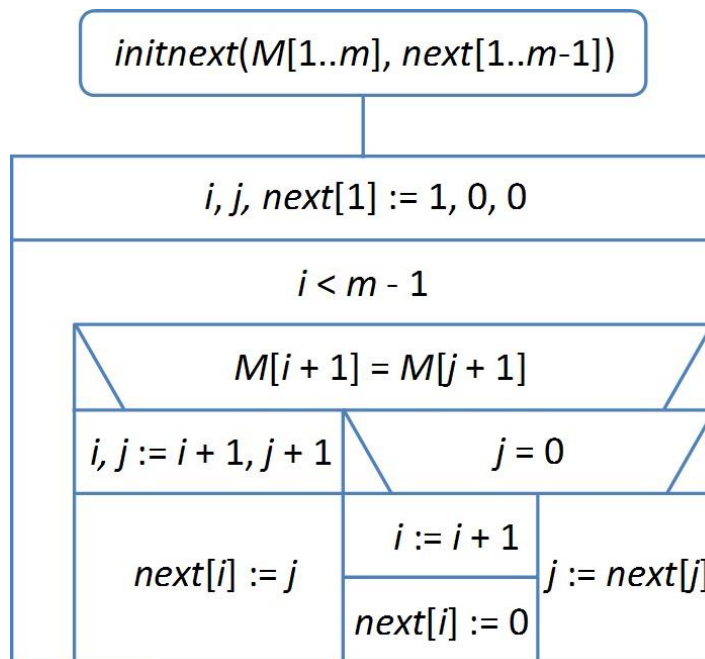 initnext(M[1..m], next[1..m-1])
i, j, next[1] := 1, 0, 0
i < m - 1
M[i + 1] = M[j + 1]
i, j := i + 1, j + 1
j = 0
next[i] := j
i := i + 1
next[i] := 0
j := next[j]